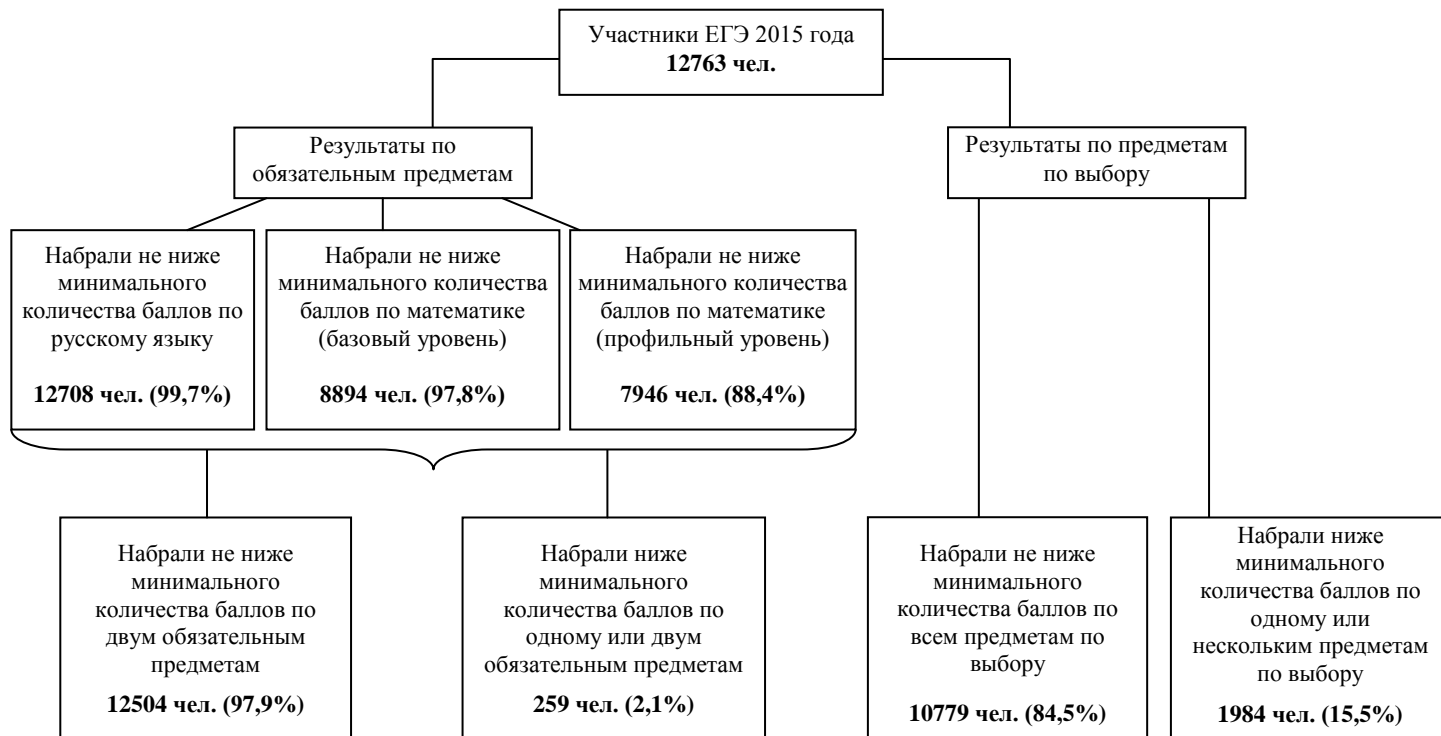 Участники ЕГЭ 2015 года
12763 чел.
Результаты по
обязательным предметам
Результаты по предметам
по выбору
Набрали не ниже
минимального
количества баллов по
русскому языку
12708 чел. (99,7%)
Набрали не ниже
минимального количества
баллов по математике
(базовый уровень)
8894 чел. (97,8%)
Набрали не ниже
минимального количества
баллов по математике
(профильный уровень)
7946 чел. (88,4%)
Набрали не ниже
минимального
количества баллов по
двум обязательным
предметам
12504 чел. (97,9%)
Набрали ниже
минимального
количества баллов по
одному или двум
обязательным предметам
259 чел. (2,1%)
Набрали не ниже
минимального
количества баллов по
всем предметам по
выбору
10779 чел. (84,5%)
Набрали ниже
минимального
количества баллов по
одному или
нескольким предметам
по выбору
1984 чел. (15,5%)